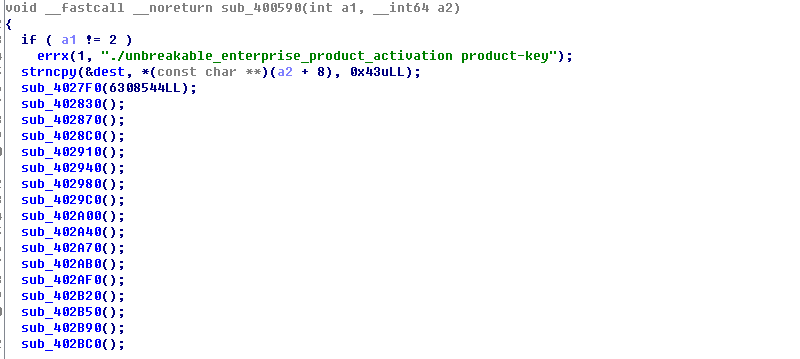 void __fastcall __noreturn sub_400590(int a1, __int64 a2)
{
if ( a1 != 2 )
errx(1, "./unbreakable_enterprise_product_activation product-key");
strncpy(&dest, *(const char **)(a2 + 8), 0x43uLL);
sub_4027F0(6308544LL);
sub_402830();
sub_402870();
sub_4028C0();
sub_402910();
sub_402940();
sub_402980();
sub_4029C0();
sub_402A00();
sub_402A40();
sub_402A70();
sub_402AB0();
sub_402AF0();
sub_402B20();
sub_402B50();
sub_402B90();
sub_402BC0();